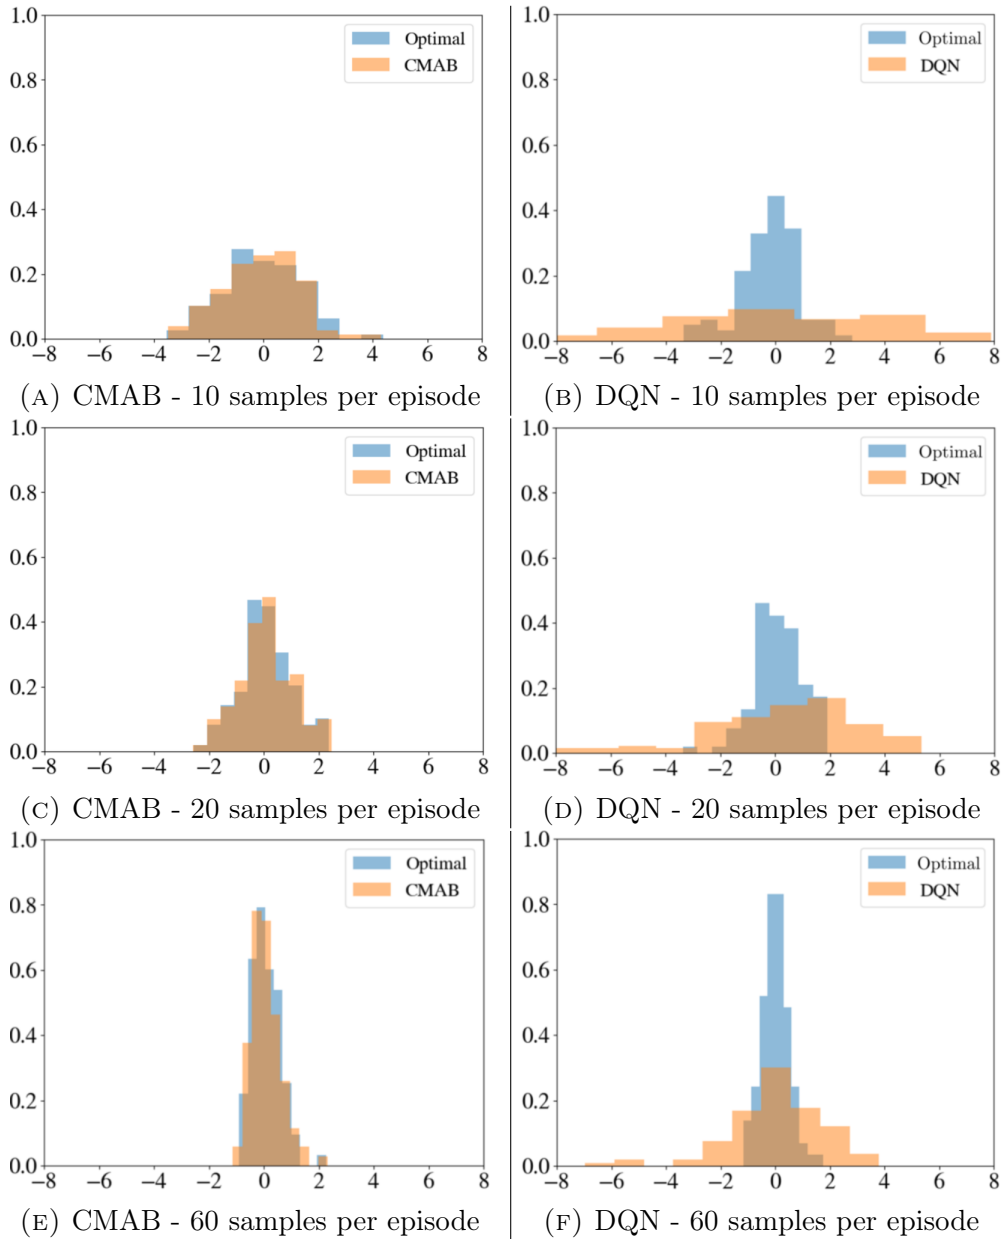 1.0
0.8
0.6
0.4
0.2
0.0
−8 −6 −4 −2 0 2 4 6 8
Optimal
CMAB
(A) CMAB - 10 samples per episode
1.0
0.8
0.6
0.4
0.2
0.0
−8 −6 −4 −2 0 2 4 6 8
Optimal
DQN
(B) DQN - 10 samples per episode
1.0
0.8
0.6
0.4
0.2
0.0
−8 −6 −4 −2 0 2 4 6 8
Optimal
CMAB
(C) CMAB - 20 samples per episode
1.0
0.8
0.6
0.4
0.2
0.0
−8 −6 −4 −2 0 2 4 6 8
Optimal
DQN
(D) DQN - 20 samples per episode
1.0
0.8
0.6
0.4
0.2
0.0
−8 −6 −4 −2 0 2 4 6 8
Optimal
CMAB
(E) CMAB - 60 samples per episode
1.0
0.8
0.6
0.4
0.2
0.0
−8 −6 −4 −2 0 2 4 6 8
Optimal
DQN
(F) DQN - 60 samples per episode